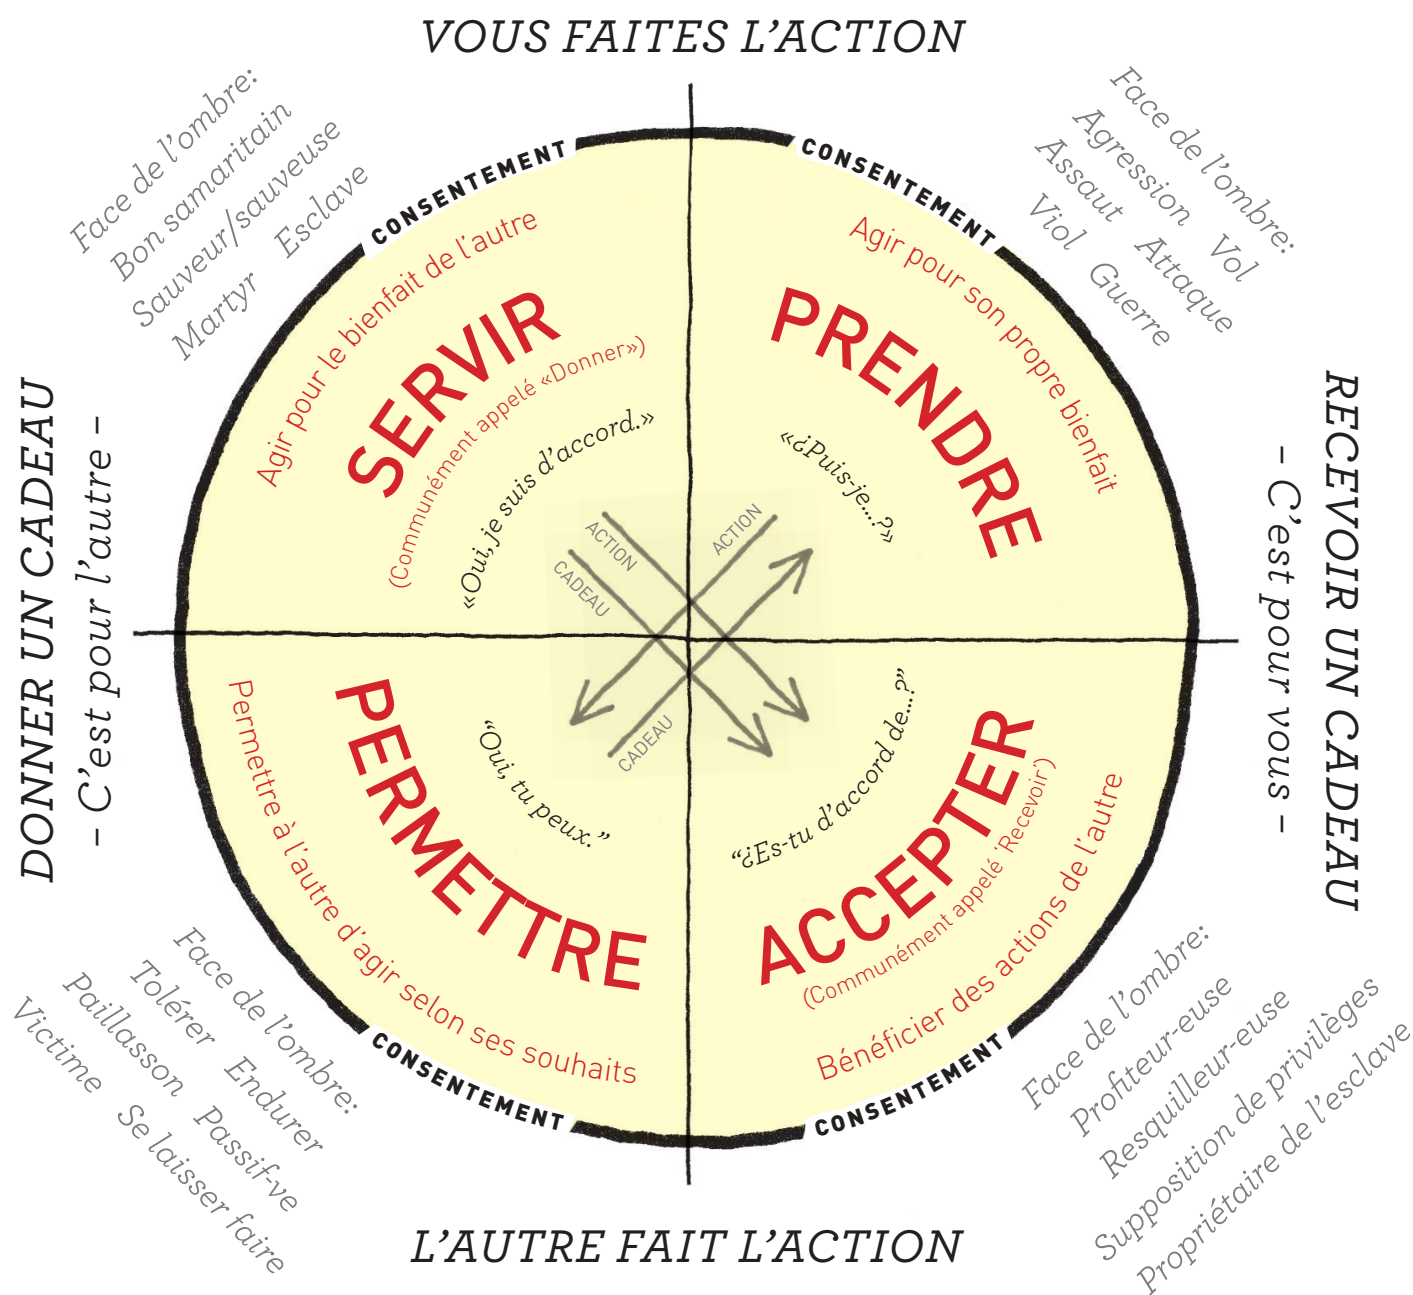 VOUS FAITES L’ACTION
Face de l’ombre:
Bon samaritain
Sauveur/sauveuse
Martyr Esclave
Face de l’ombre:
Agression Vol
Assaut Attaque
Viol Guerre
CONSENTEMENT
Agir pour le bienfait de l’autre
SERVIR
(Communément appelé «Donner»)
«Oui, je suis d’accord.»
CONSENTEMENT
Agir pour son propre bienfait
PRENDRE
«¿Puis-je...?»
DONNER UN CADEAU
– C’est pour l’autre –
RECEVOIR UN CADEAU
– C’est pour vous –
ACTION
CADEAU
ACTION
CADEAU
“Oui, tu peux.”
PERMETTRE
Permettre à l’autre d’agir selon ses souhaits
CONSENTEMENT
“¿Es-tu d’accord de...?”
ACCEPTER
(Communément appelé ‘Recevoir’)
Bénéficier des actions de l’autre
CONSENTEMENT
Face de l’ombre:
Tolérer Endurer
Paillasson Passif-ve
Victime Se laisser faire
Face de l’ombre:
Profiteur-euse
Resquilleur-euse
Supposition de privilèges
Propriétaire de l’esclave
L’AUTRE FAIT L’ACTION